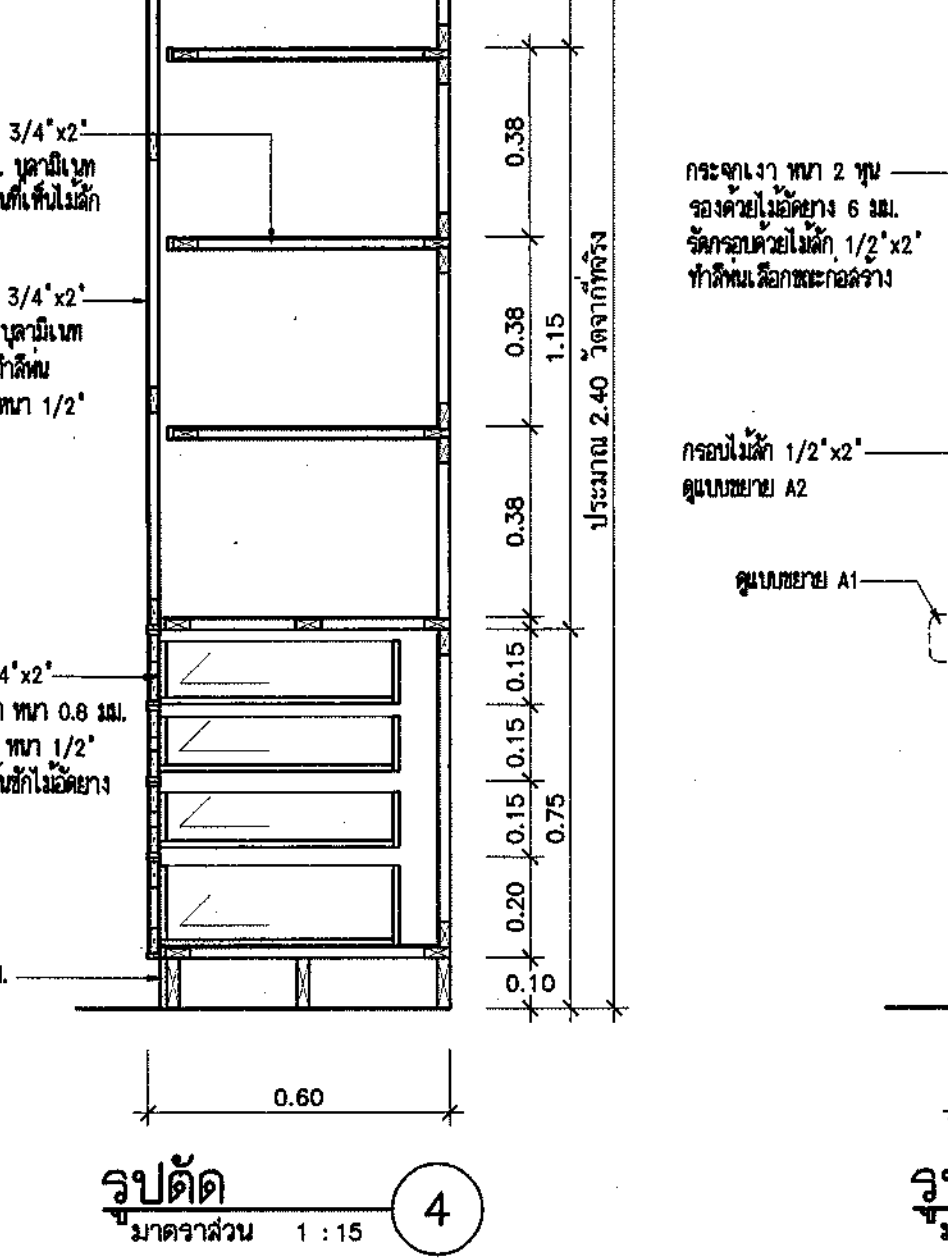 3/4"x2"
. บุลามิเนท
นที่เห็นไม้สัก
3/4"x2"
บุลามิเนท
ทำสีพ่น
หนา 1/2"
4"x2"
หนา 0.8 มม.
หนา 1/2"
้นชักไม้อัดยาง
.
0.38
0.38
0.38
1.15
ประมาณ 2.40 วัดจากที่จริง
0.15
0.15
0.15
0.20
0.75
0.10
0.60
รูปตัด
มาตราส่วน 1 : 15
4
กระจกเงา หนา 2 หุน
รองด้วยไม้อัดยาง 6 มม.
รัดกรอบด้วยไม้สัก 1/2"x2"
ทำสีพ่นเลือกขณะก่อสร้าง
กรอบไม้สัก 1/2"x2"
ดูแบบขยาย A2
ดูแบบขยาย A1